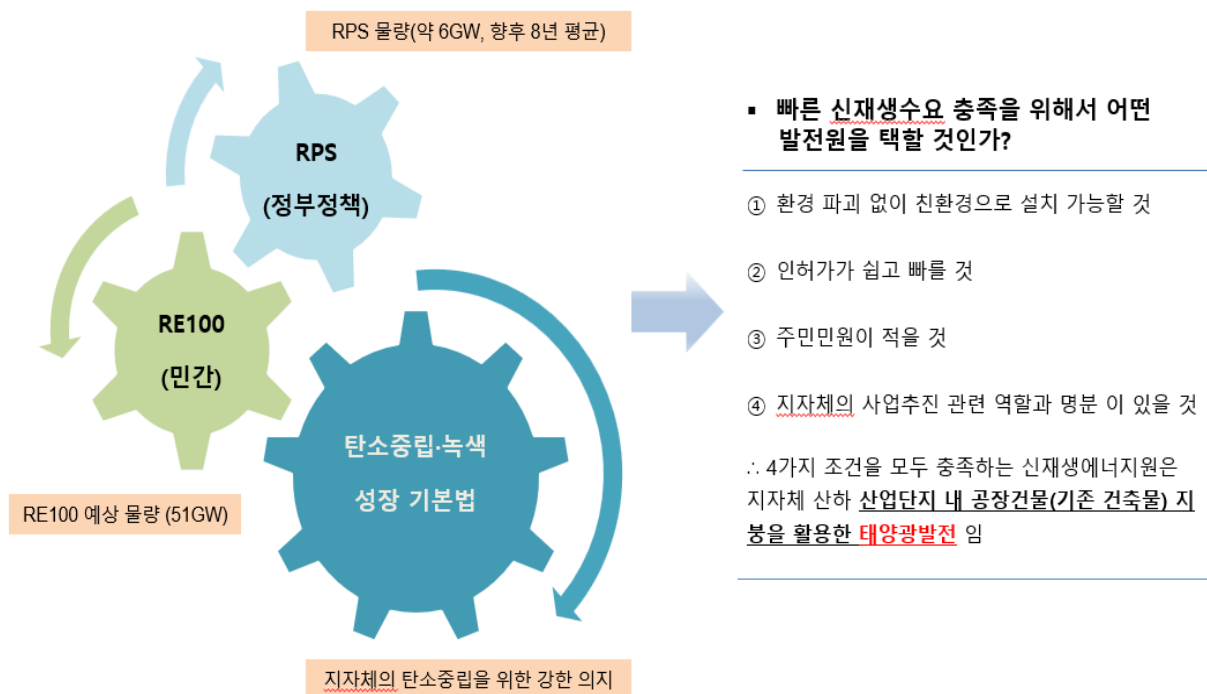 RPS 물량(약 6GW, 향후 8년 평균)
RPS
(정부정책)
RE100
(민간)
탄소중립·녹색
성장 기본법
RE100 예상 물량 (51GW)
지자체의 탄소중립을 위한 강한 의지
▪ 빠른 신재생수요 충족을 위해서 어떤
발전원을 택할 것인가?
① 환경 파괴 없이 친환경으로 설치 가능할 것
② 인허가가 쉽고 빠를 것
③ 주민민원이 적을 것
④ 지자체의 사업추진 관련 역할과 명분 이 있을 것
∴ 4가지 조건을 모두 충족하는 신재생에너지원은
지자체 산하 산업단지 내 공장건물(기존 건축물) 지
붕을 활용한 태양광발전 임